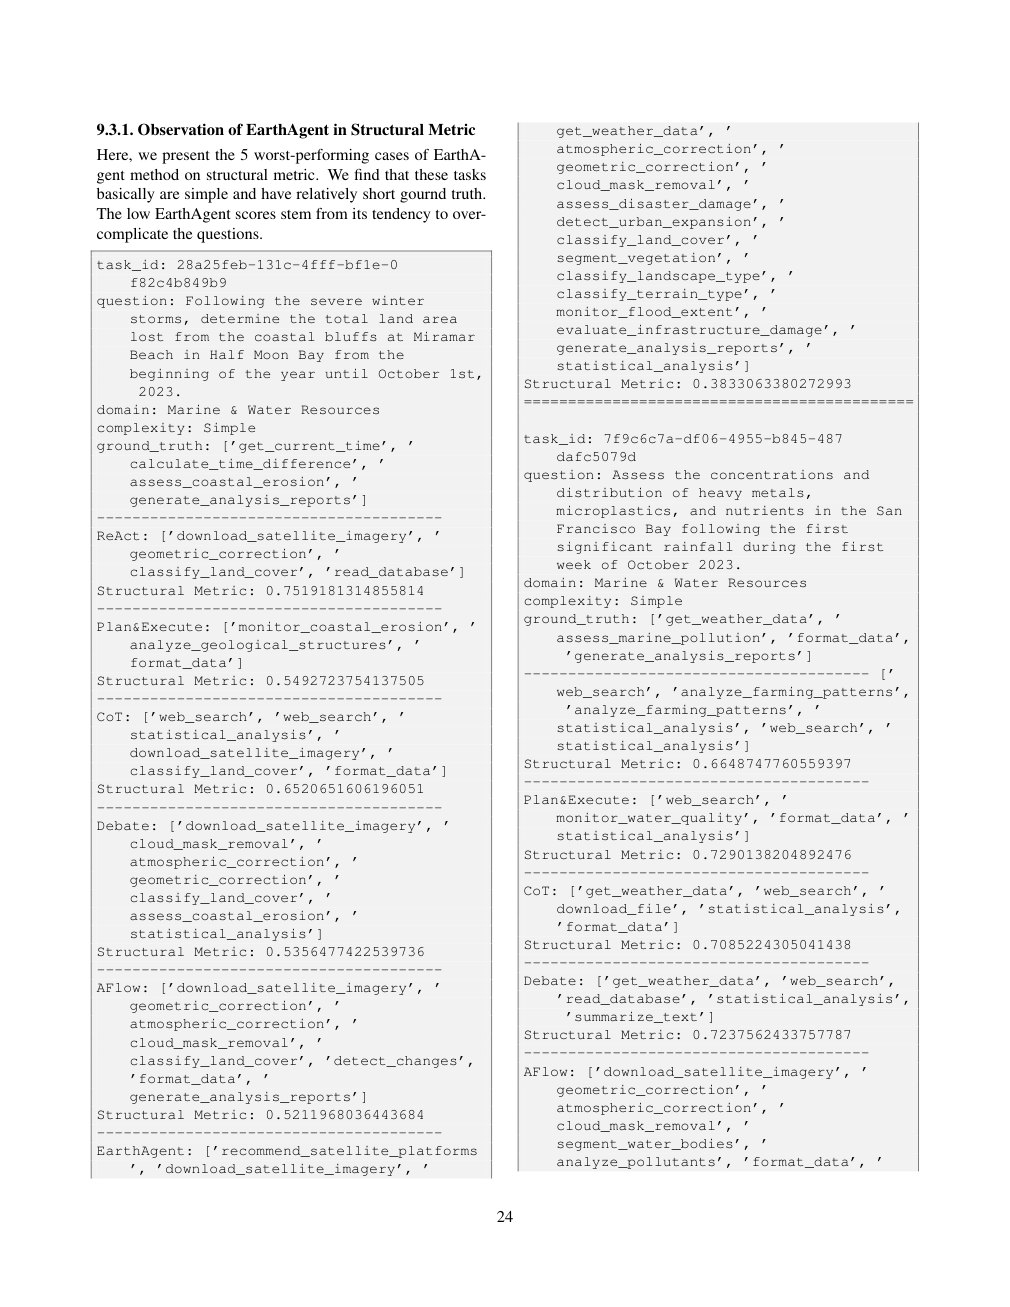 9.3.1. Observation of EarthAgent in Structural Metric
Here, we present the 5 worst-performing cases of EarthA-
gent method on structural metric. We find that these tasks
basically are simple and have relatively short gournd truth.
The low EarthAgent scores stem from its tendency to over-
complicate the questions.
task_id: 28a25feb-131c-4fff-bf1e-0
f82c4b849b9
question: Following the severe winter
storms, determine the total land area
lost from the coastal bluffs at Miramar
Beach in Half Moon Bay from the
beginning of the year until October 1st,
2023.
domain: Marine & Water Resources
complexity: Simple
ground_truth: ['get_current_time', '
calculate_time_difference', '
assess_coastal_erosion', '
generate_analysis_reports']
---------------------------------------
ReAct: ['download_satellite_imagery', '
geometric_correction', '
classify_land_cover', 'read_database']
Structural Metric: 0.7519181314855814
---------------------------------------
Plan&Execute: ['monitor_coastal_erosion', '
analyze_geological_structures', '
format_data']
Structural Metric: 0.5492723754137505
---------------------------------------
CoT: ['web_search', 'web_search', '
statistical_analysis', '
download_satellite_imagery', '
classify_land_cover', 'format_data']
Structural Metric: 0.6520651606196051
---------------------------------------
Debate: ['download_satellite_imagery', '
cloud_mask_removal', '
atmospheric_correction', '
geometric_correction', '
classify_land_cover', '
assess_coastal_erosion', '
statistical_analysis']
Structural Metric: 0.5356477422539736
---------------------------------------
AFlow: ['download_satellite_imagery', '
geometric_correction', '
atmospheric_correction', '
cloud_mask_removal', '
classify_land_cover', 'detect_changes',
'format_data', '
generate_analysis_reports']
Structural Metric: 0.5211968036443684
---------------------------------------
EarthAgent: ['recommend_satellite_platforms
', 'download_satellite_imagery', '
get_weather_data', '
atmospheric_correction', '
geometric_correction', '
cloud_mask_removal', '
assess_disaster_damage', '
detect_urban_expansion', '
classify_land_cover', '
segment_vegetation', '
classify_landscape_type', '
classify_terrain_type', '
monitor_flood_extent', '
evaluate_infrastructure_damage', '
generate_analysis_reports', '
statistical_analysis']
Structural Metric: 0.3833063380272993
============================================
task_id: 7f9c6c7a-df06-4955-b845-487
dafc5079d
question: Assess the concentrations and
distribution of heavy metals,
microplastics, and nutrients in the San
Francisco Bay following the first
significant rainfall during the first
week of October 2023.
domain: Marine & Water Resources
complexity: Simple
ground_truth: ['get_weather_data', '
assess_marine_pollution', 'format_data',
'generate_analysis_reports']
--------------------------------------- ['
web_search', 'analyze_farming_patterns',
'analyze_farming_patterns', '
statistical_analysis', 'web_search', '
statistical_analysis']
Structural Metric: 0.6648747760559397
---------------------------------------
Plan&Execute: ['web_search', '
monitor_water_quality', 'format_data', '
statistical_analysis']
Structural Metric: 0.7290138204892476
---------------------------------------
CoT: ['get_weather_data', 'web_search', '
download_file', 'statistical_analysis',
'format_data']
Structural Metric: 0.7085224305041438
---------------------------------------
Debate: ['get_weather_data', 'web_search',
'read_database', 'statistical_analysis',
'summarize_text']
Structural Metric: 0.7237562433757787
---------------------------------------
AFlow: ['download_satellite_imagery', '
geometric_correction', '
atmospheric_correction', '
cloud_mask_removal', '
segment_water_bodies', '
analyze_pollutants', 'format_data', '
24